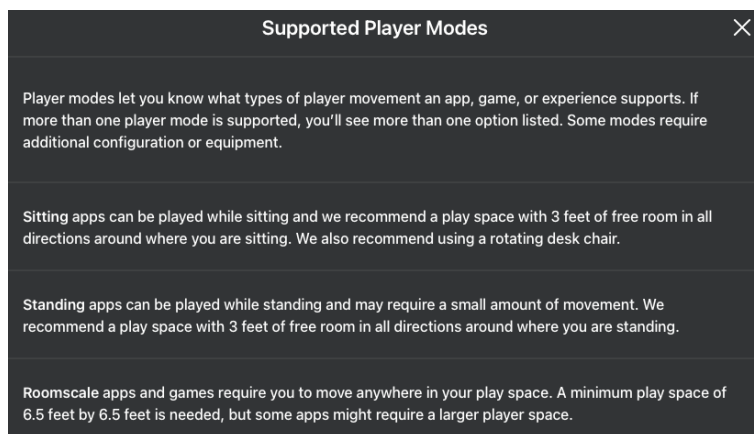 Supported Player Modes
Player modes let you know what types of player movement an app, game, or experience supports. If
more than one player mode is supported, you'll see more than one option listed. Some modes require
additional configuration or equipment.
Sitting apps can be played while sitting and we recommend a play space with 3 feet of free room in all
directions around where you are sitting. We also recommend using a rotating desk chair.
Standing apps can be played while standing and may require a small amount of movement. We
recommend a play space with 3 feet of free room in all directions around where you are standing.
Roomscale apps and games require you to move anywhere in your play space. A minimum play space of
6.5 feet by 6.5 feet is needed, but some apps might require a larger player space.